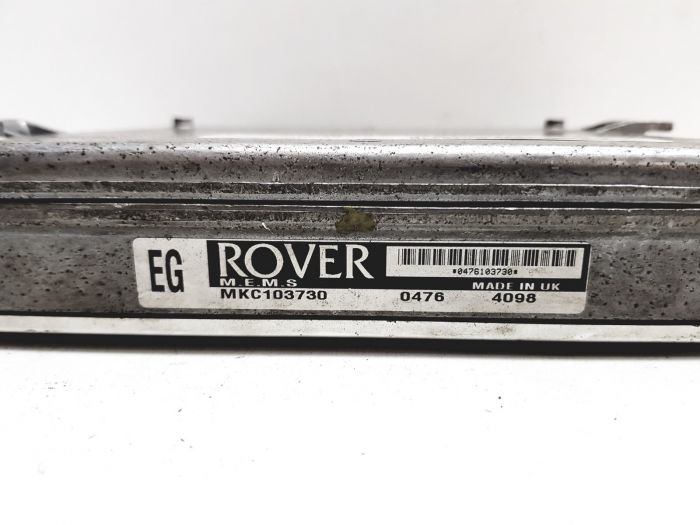 EG
ROVER
M.E.M.S
*0476103730*
MADE IN UK
MKC103730 0476 4098